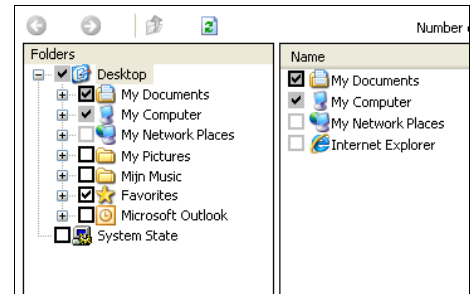 Number
Folders
Desktop
My Documents
My Computer
My Network Places
My Pictures
Mijn Music
Favorites
Microsoft Outlook
System State
Name
My Documents
My Computer
My Network Places
Internet Explorer